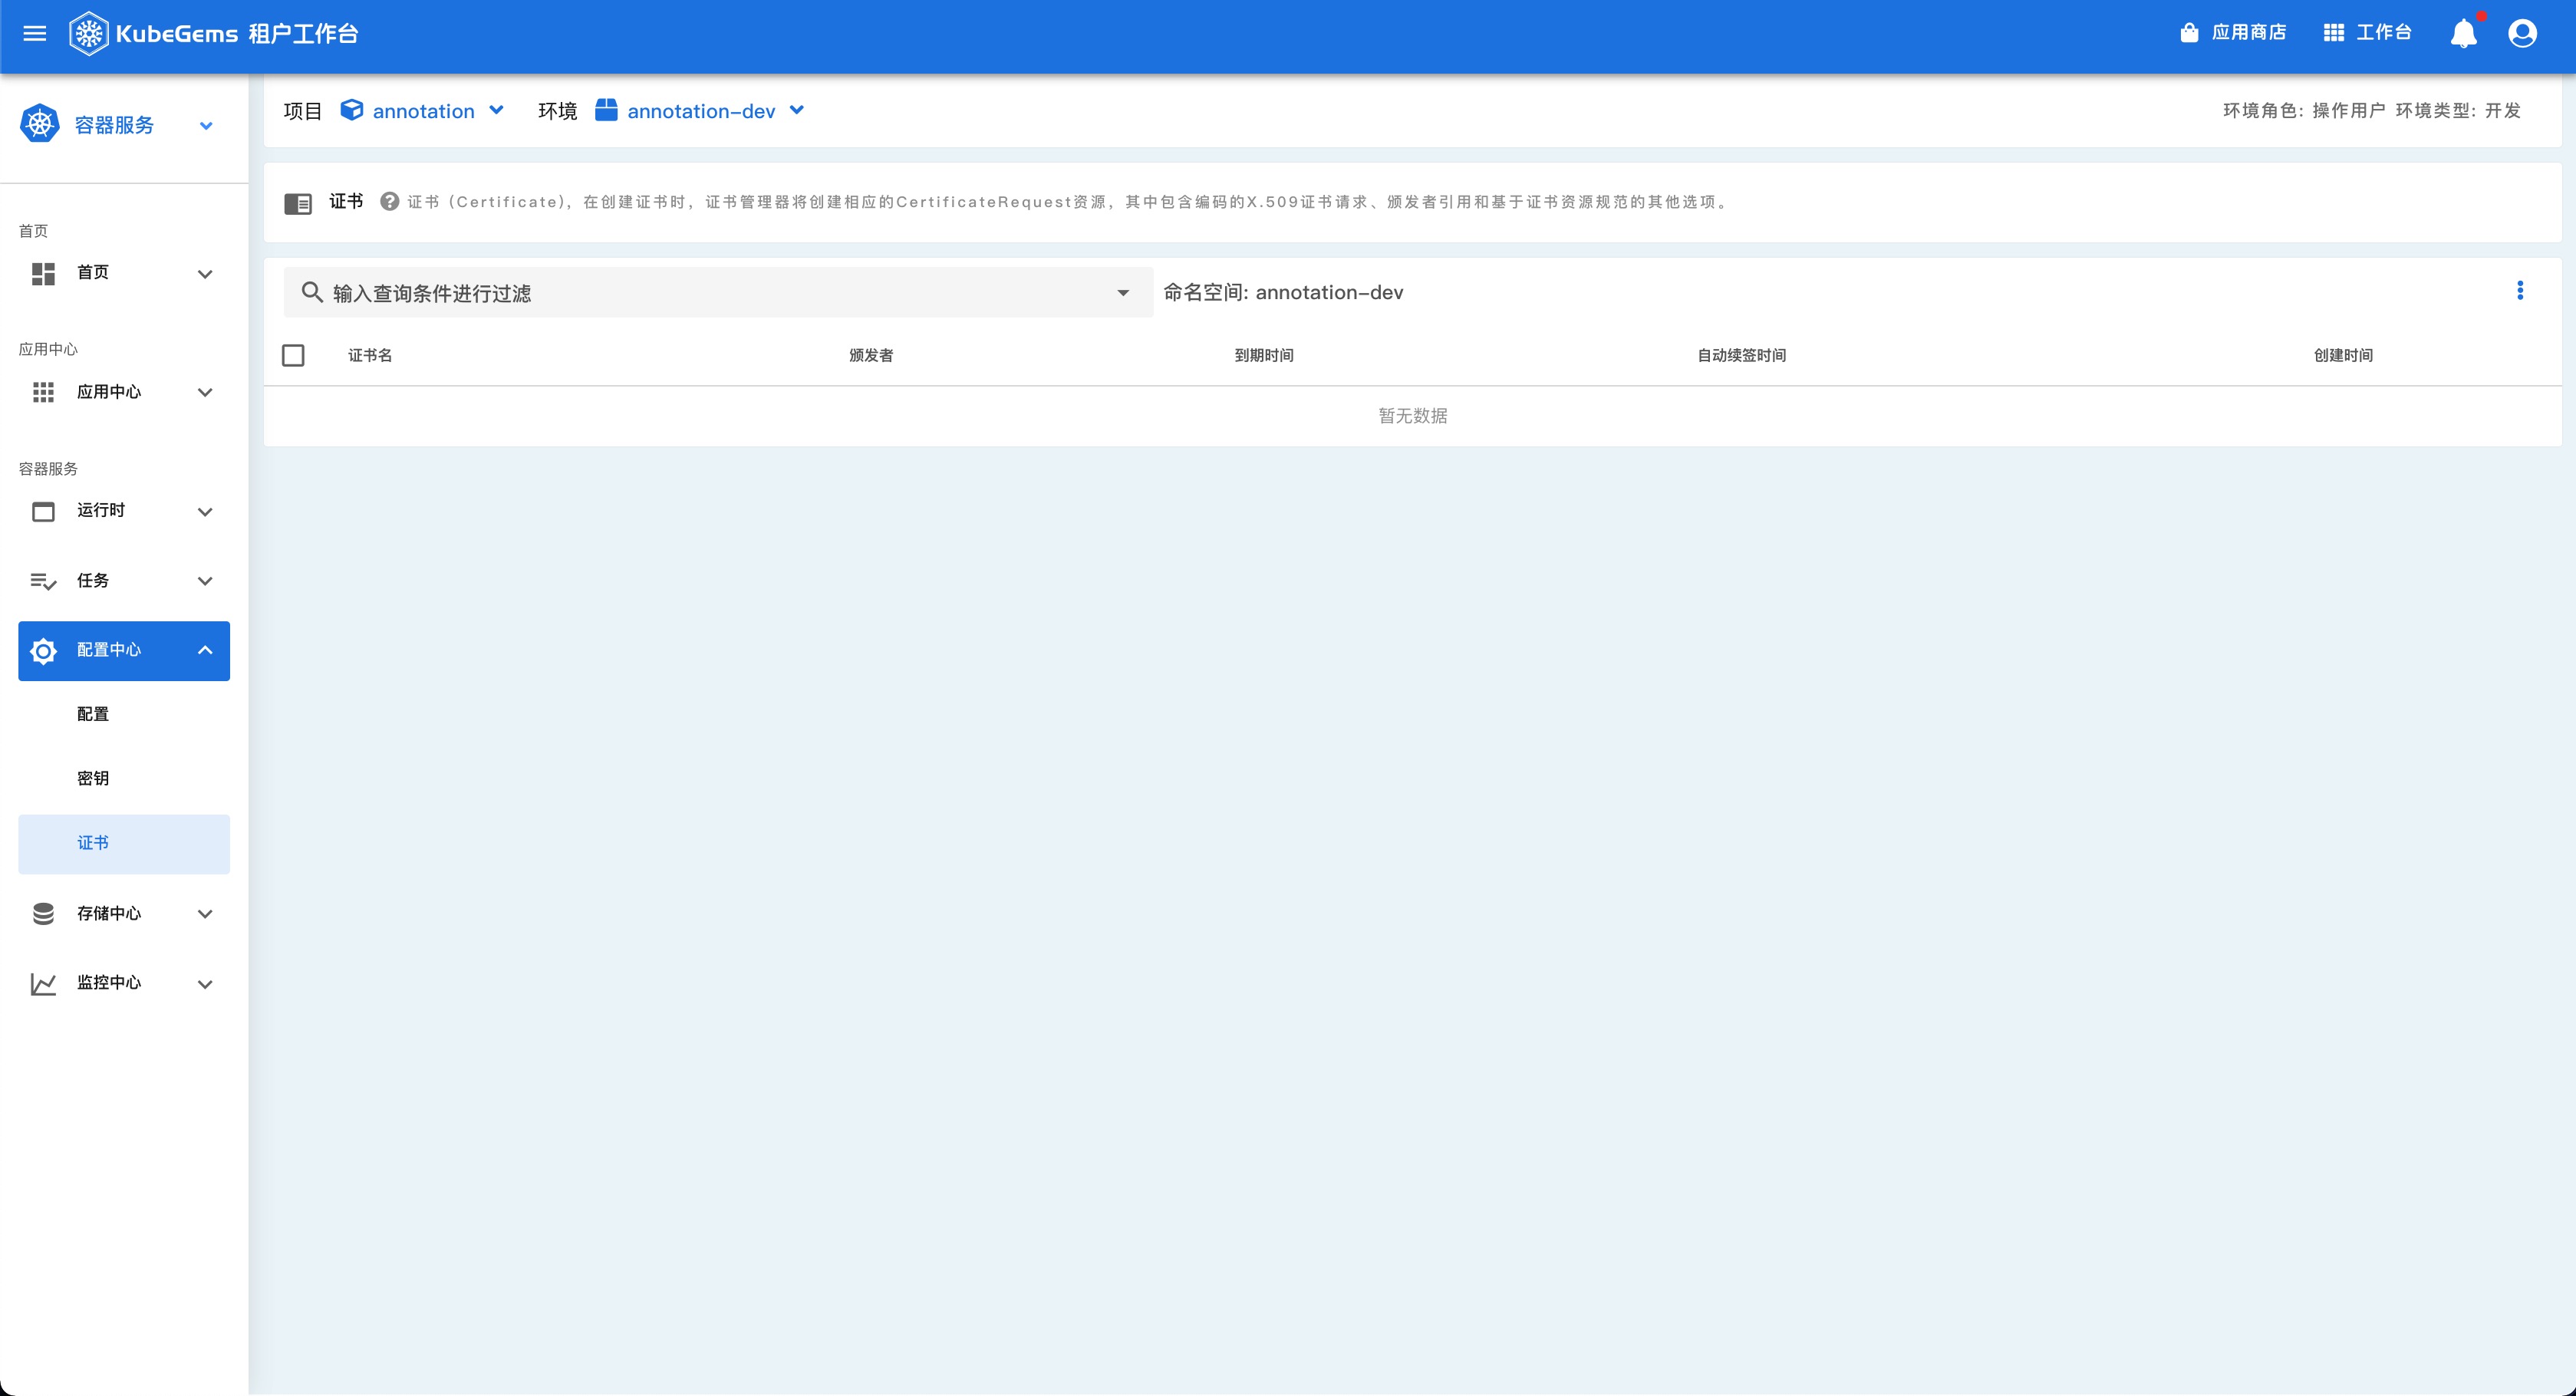 KubeGems 租户工作台
应用商店
工作台
容器服务
项目 annotation 环境 annotation-dev
环境角色: 操作用户 环境类型: 开发
证书
证书 (Certificate)，在创建证书时，证书管理器将创建相应的CertificateRequest资源，其中包含编码的X.509证书请求、颁发者引用和基于证书资源规范的其他选项。
输入查询条件进行过滤
命名空间: annotation-dev
证书名 颁发者 到期时间 自动续签时间 创建时间
暂无数据
首页
首页
应用中心
应用中心
容器服务
运行时
任务
配置中心
配置
密钥
证书
存储中心
监控中心